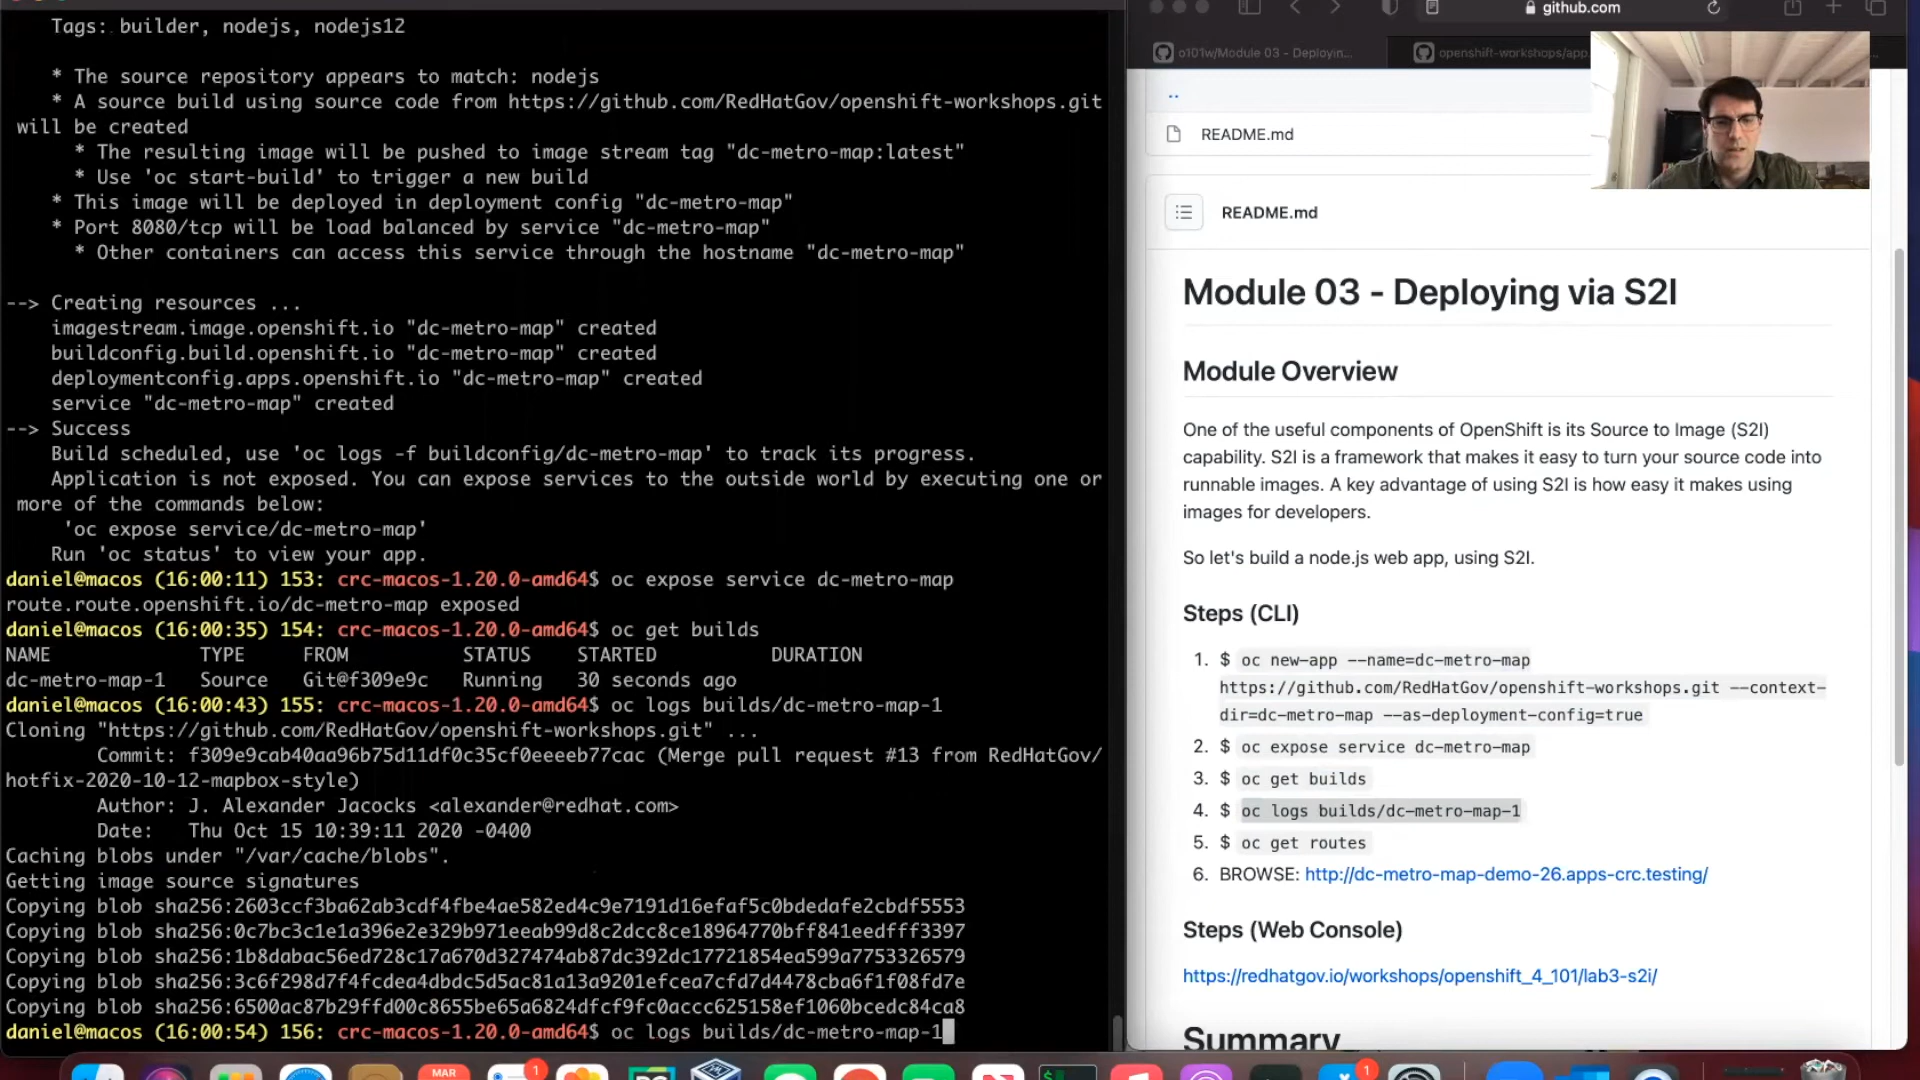 Tags: builder, nodejs, nodejs12
* The source repository appears to match: nodejs
* A source build using source code from https://github.com/RedHatGov/openshift-workshops.git
will be created
* The resulting image will be pushed to image stream tag "dc-metro-map:latest"
* Use 'oc start-build' to trigger a new build
* This image will be deployed in deployment config "dc-metro-map"
* Port 8080/tcp will be load balanced by service "dc-metro-map"
* Other containers can access this service through the hostname "dc-metro-map"
--> Creating resources ...
imagestream.image.openshift.io "dc-metro-map" created
buildconfig.build.openshift.io "dc-metro-map" created
deploymentconfig.apps.openshift.io "dc-metro-map" created
service "dc-metro-map" created
--> Success
Build scheduled, use 'oc logs -f buildconfig/dc-metro-map' to track its progress.
Application is not exposed. You can expose services to the outside world by executing one or
more of the commands below:
'oc expose service/dc-metro-map'
Run 'oc status' to view your app.
daniel@macos (16:00:11) 153: crc-macos-1.20.0-amd64$ oc expose service dc-metro-map
route.route.openshift.io/dc-metro-map exposed
daniel@macos (16:00:35) 154: crc-macos-1.20.0-amd64$ oc get builds
NAME TYPE FROM STATUS STARTED DURATION
dc-metro-map-1 Source Git@f309e9c Running 30 seconds ago
daniel@macos (16:00:43) 155: crc-macos-1.20.0-amd64$ oc logs builds/dc-metro-map-1
Cloning "https://github.com/RedHatGov/openshift-workshops.git" ...
Commit: f309e9cab40aa96b75d11df0c35cf0eeeeb77cac (Merge pull request #13 from RedHatGov/
hotfix-2020-10-12-mapbox-style)
Author: J. Alexander Jacocks <alexander@redhat.com>
Date: Thu Oct 15 10:39:11 2020 -0400
Caching blobs under "/var/cache/blobs".
Getting image source signatures
Copying blob sha256:2603ccf3ba62ab3cdf4fbe4ae582ed4c9e7191d16efaf5c0bdedafe2cbdf5553
Copying blob sha256:0c7bc3c1e1a396e2e329b971eeab99d8c2dcc8ce18964770bff841eedfff3397
Copying blob sha256:1b8dabac56ed728c17a670d327474ab87dc392dc17721854ea599a7753326579
Copying blob sha256:3c6f298d7f4fcdea4dbdc5d5ac81a13a9201efcea7cfd7d4478cba6f1f08fd7e
Copying blob sha256:6500ac87b29ffd00c8655be65a6824dfcf9fc0accc625158ef1060bcedc84ca8
daniel@macos (16:00:54) 156: crc-macos-1.20.0-amd64$ oc logs builds/dc-metro-map-1
github.com
o101w/Module 03 - Deployin...
openshift-workshops/app
..
README.md
README.md
Module 03 - Deploying via S2I
Module Overview
One of the useful components of OpenShift is its Source to Image (S2I)
capability. S2I is a framework that makes it easy to turn your source code into
runnable images. A key advantage of using S2I is how easy it makes using
images for developers.
So let's build a node.js web app, using S2I.
Steps (CLI)
1. $ oc new-app --name=dc-metro-map
https://github.com/RedHatGov/openshift-workshops.git --context-
dir=dc-metro-map --as-deployment-config=true
2. $ oc expose service dc-metro-map
3. $ oc get builds
4. $ oc logs builds/dc-metro-map-1
5. $ oc get routes
6. BROWSE: http://dc-metro-map-demo-26.apps-crc.testing/
Steps (Web Console)
https://redhatgov.io/workshops/openshift_4_101/lab3-s2i/
Summary
MAR
1
1